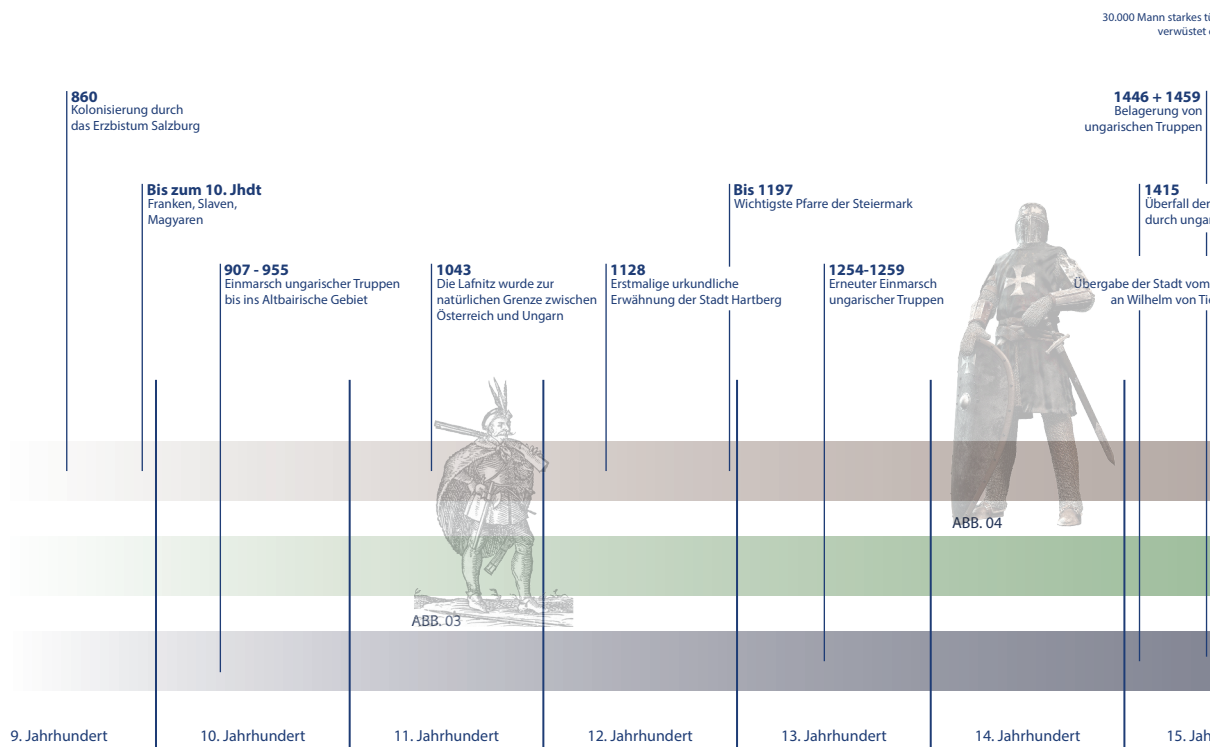 30.000 Mann starkes
verwüstet
860
Kolonisierung durch
das Erzbistum Salzburg
1446 + 1459
Belagerung von
ungarischen Truppen
Bis zum 10. Jhdt
Franken, Slaven,
Magyaren
Bis 1197
Wichtigste Pfarre der Steiermark
1415
Überfall der
durch
907 - 955
Einmarsch ungarischer Truppen
bis ins Altbairische Gebiet
1043
Die Lafnitz wurde zur
natürlichen Grenze zwischen
Österreich und Ungarn
1128
Erstmalige urkundliche
Erwähnung der Stadt Hartberg
1254-1259
Erneuter Einmarsch
ungarischer Truppen
Übergabe der Stadt vom
an Wilhelm von
ABB. 04
ABB. 03
9. Jahrhundert
10. Jahrhundert
11. Jahrhundert
12. Jahrhundert
13. Jahrhundert
14. Jahrhundert
15.